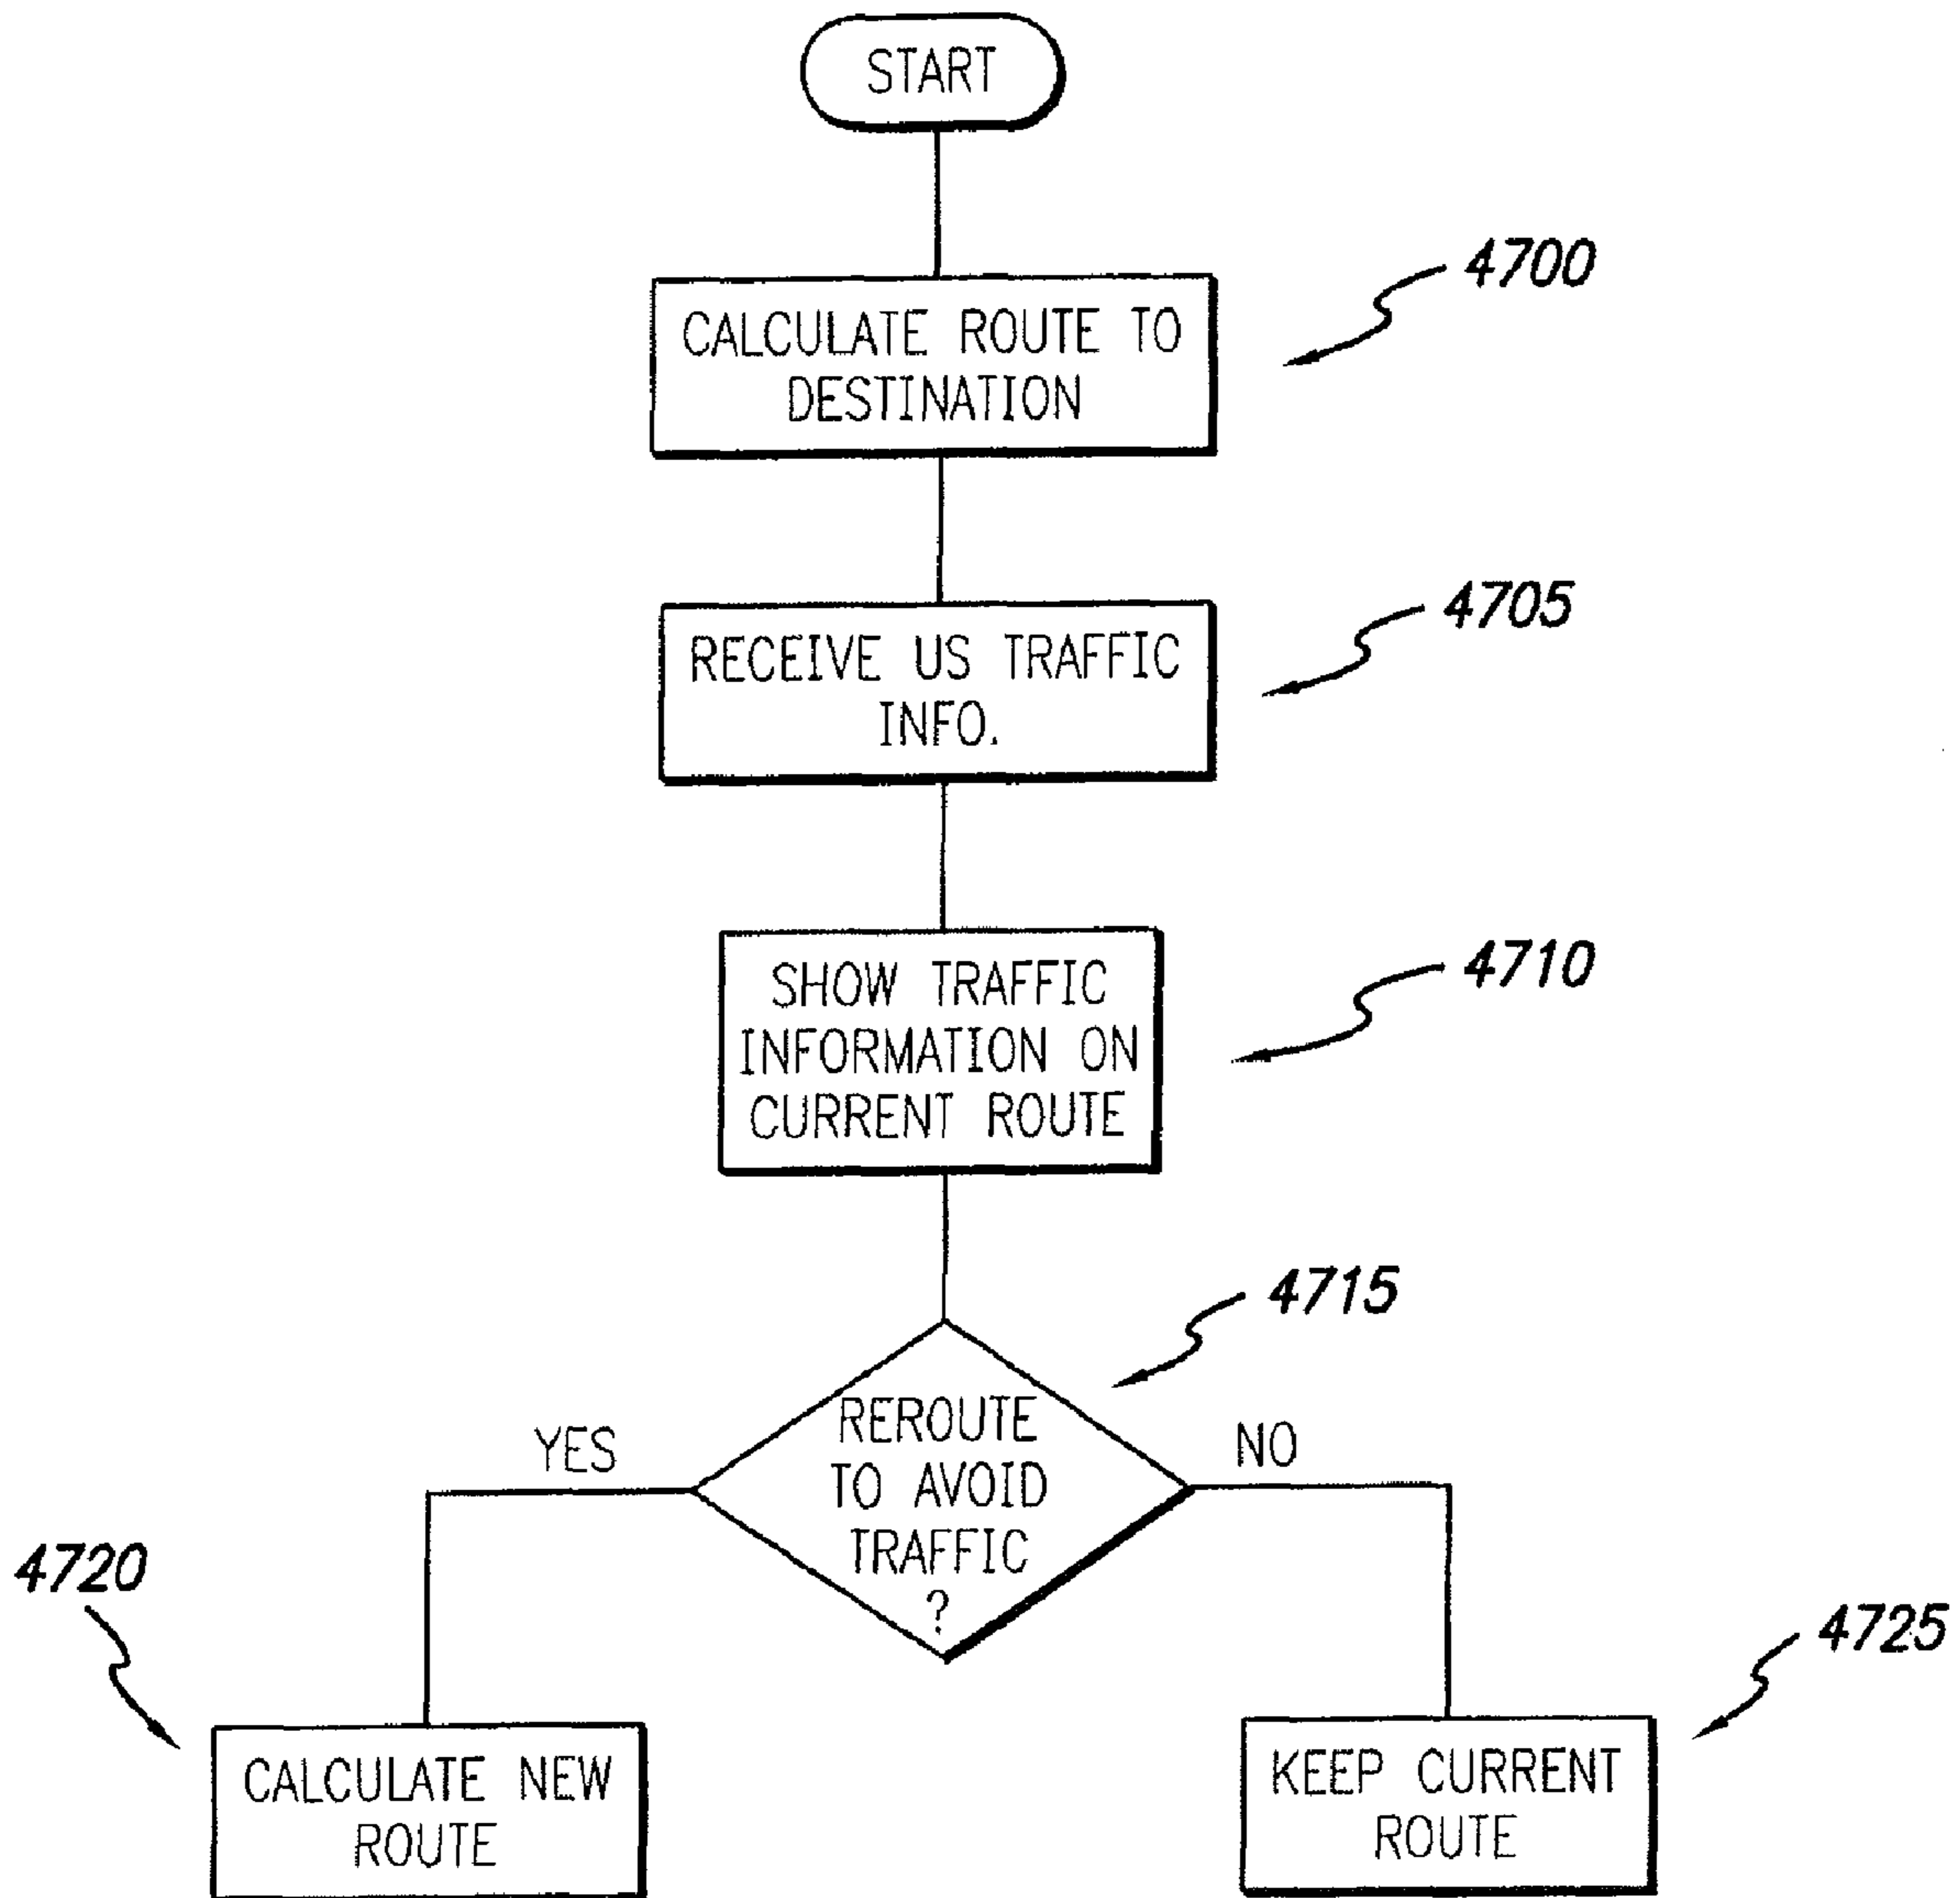 START
4700
CALCULATE ROUTE TO
DESTINATION
4705
RECEIVE US TRAFFIC
INFO.
4710
SHOW TRAFFIC
INFORMATION ON
CURRENT ROUTE
4715
REROUTE
TO AVOID
TRAFFIC
?
YES
NO
4720
CALCULATE NEW
ROUTE
4725
KEEP CURRENT
ROUTE